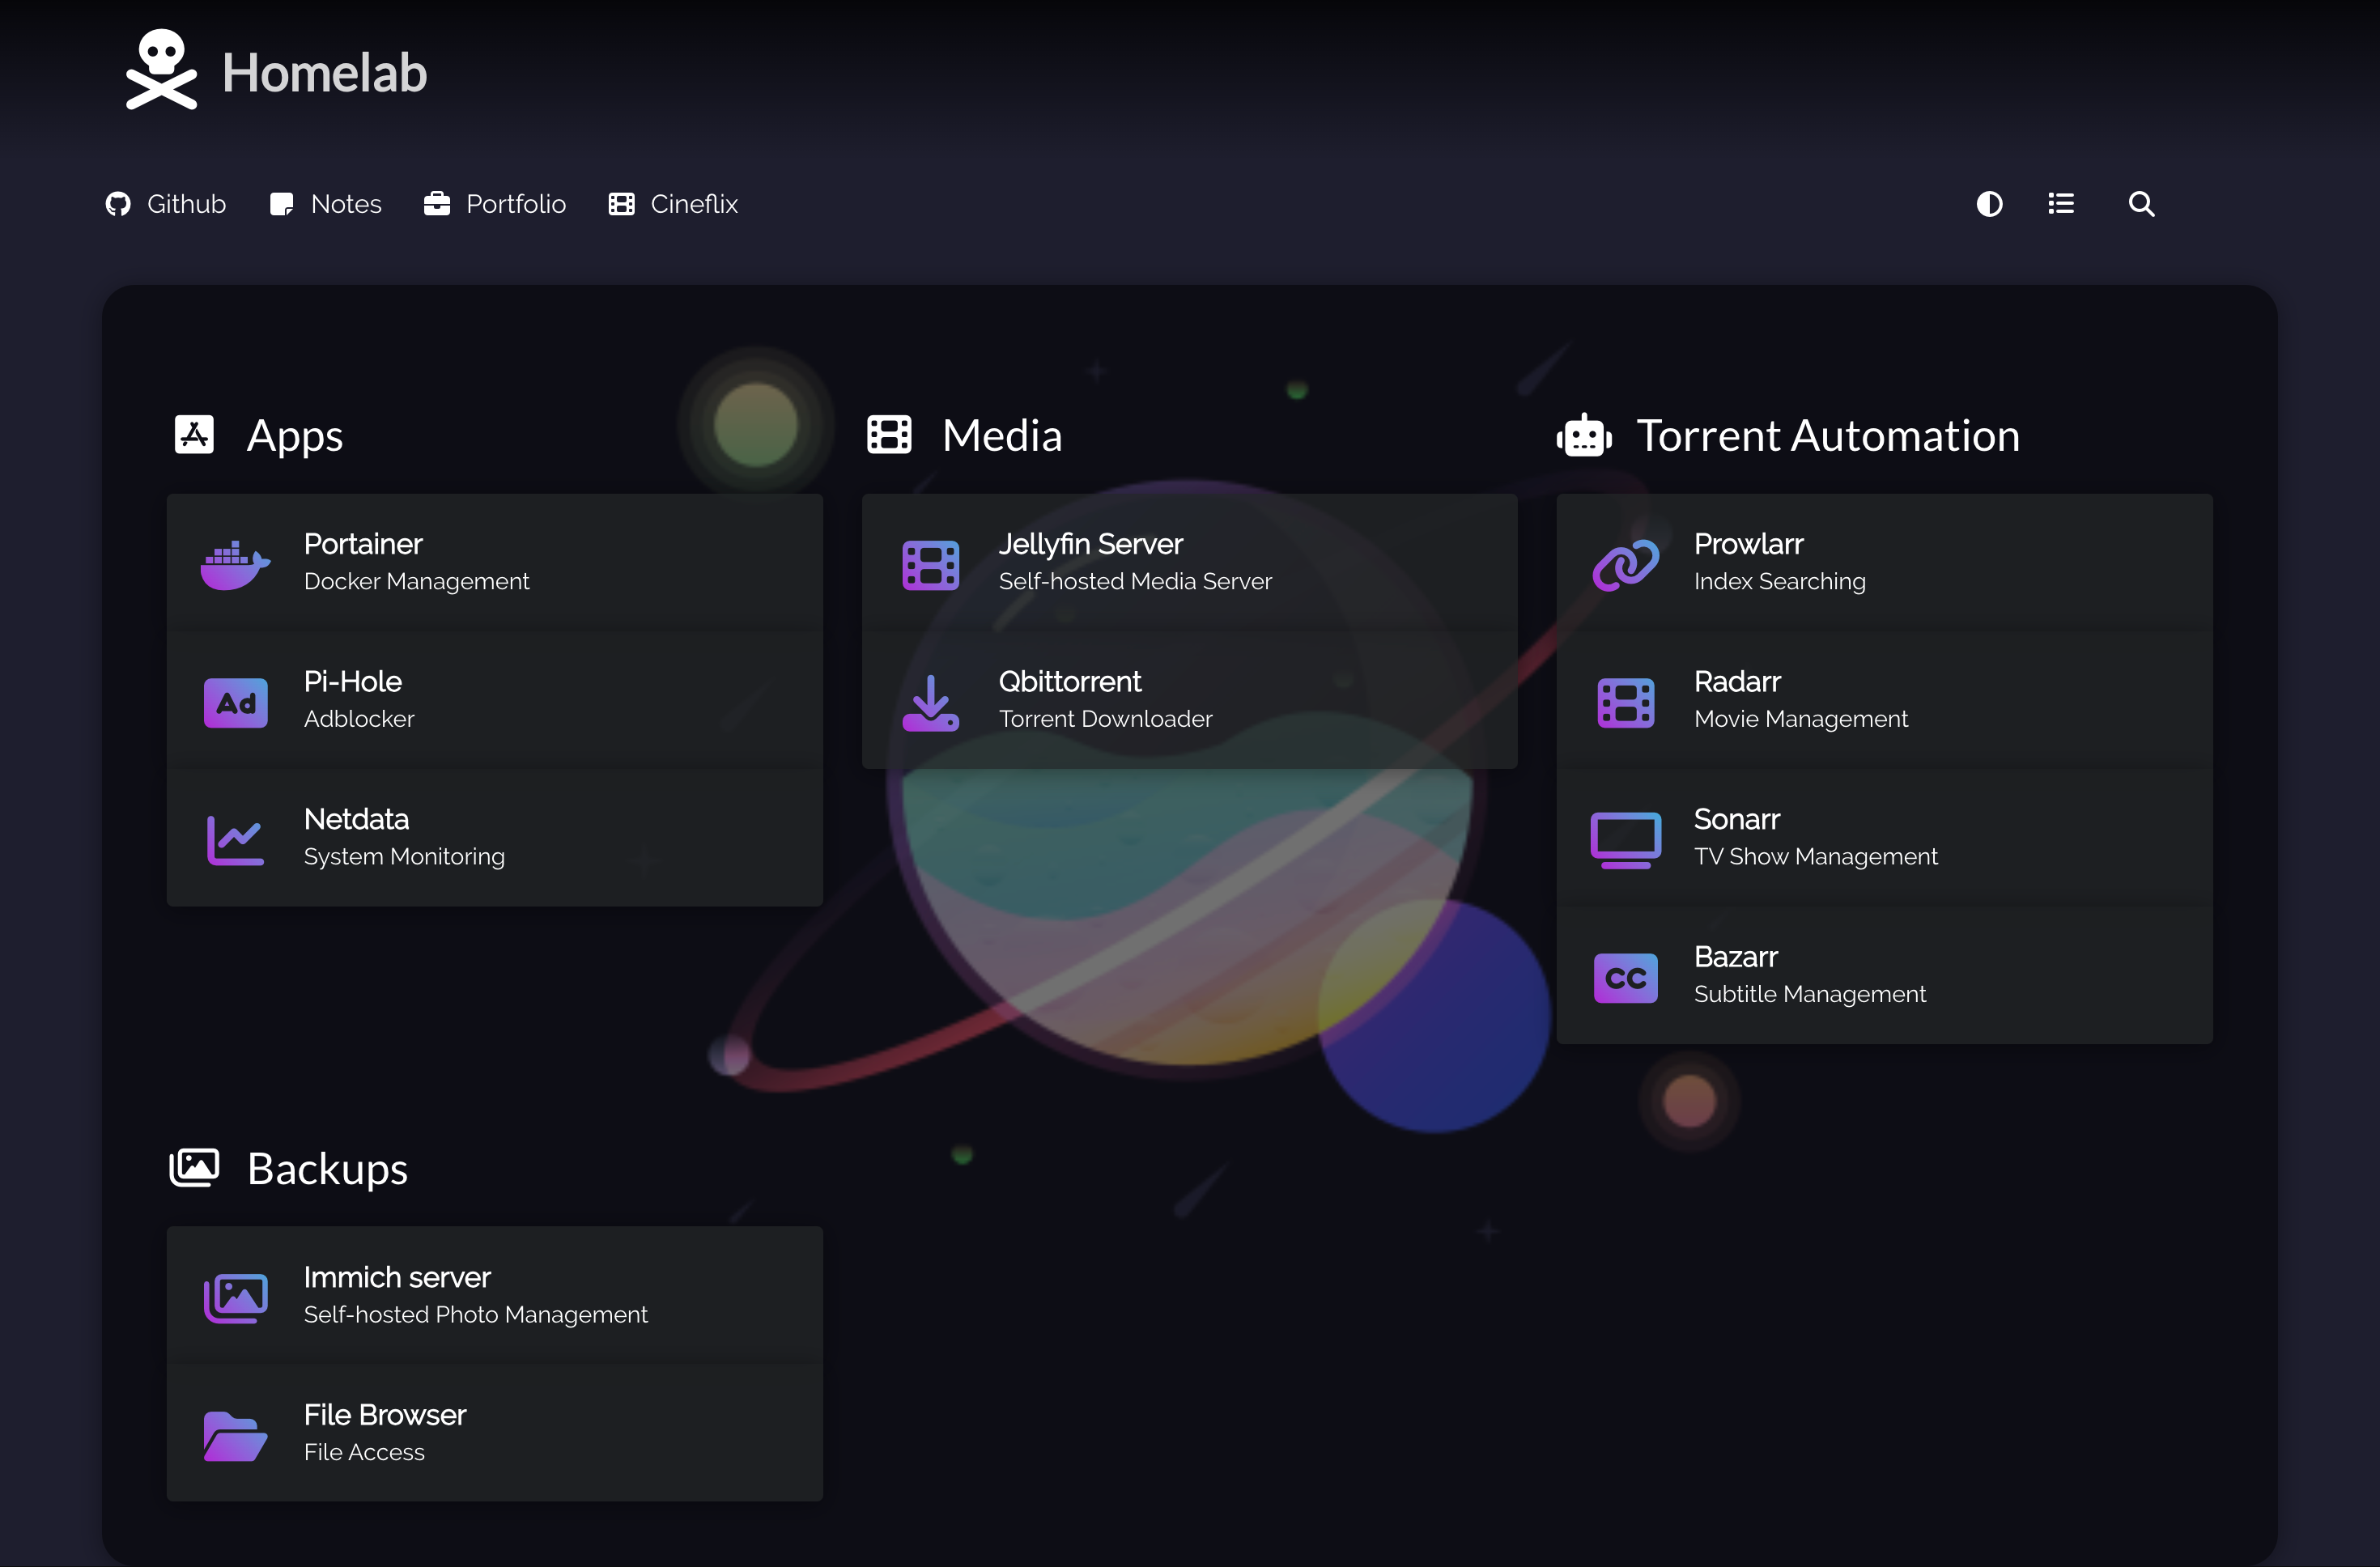 Homelab
Github Notes Portfolio Cineflix
Apps
Portainer
Docker Management
Ad
Pi-Hole
Adblocker
Netdata
System Monitoring
Media
Jellyfin Server
Self-hosted Media Server
Qbittorrent
Torrent Downloader
Torrent Automation
Prowlarr
Index Searching
Radarr
Movie Management
Sonarr
TV Show Management
CC
Bazarr
Subtitle Management
Backups
Immich server
Self-hosted Photo Management
File Browser
File Access